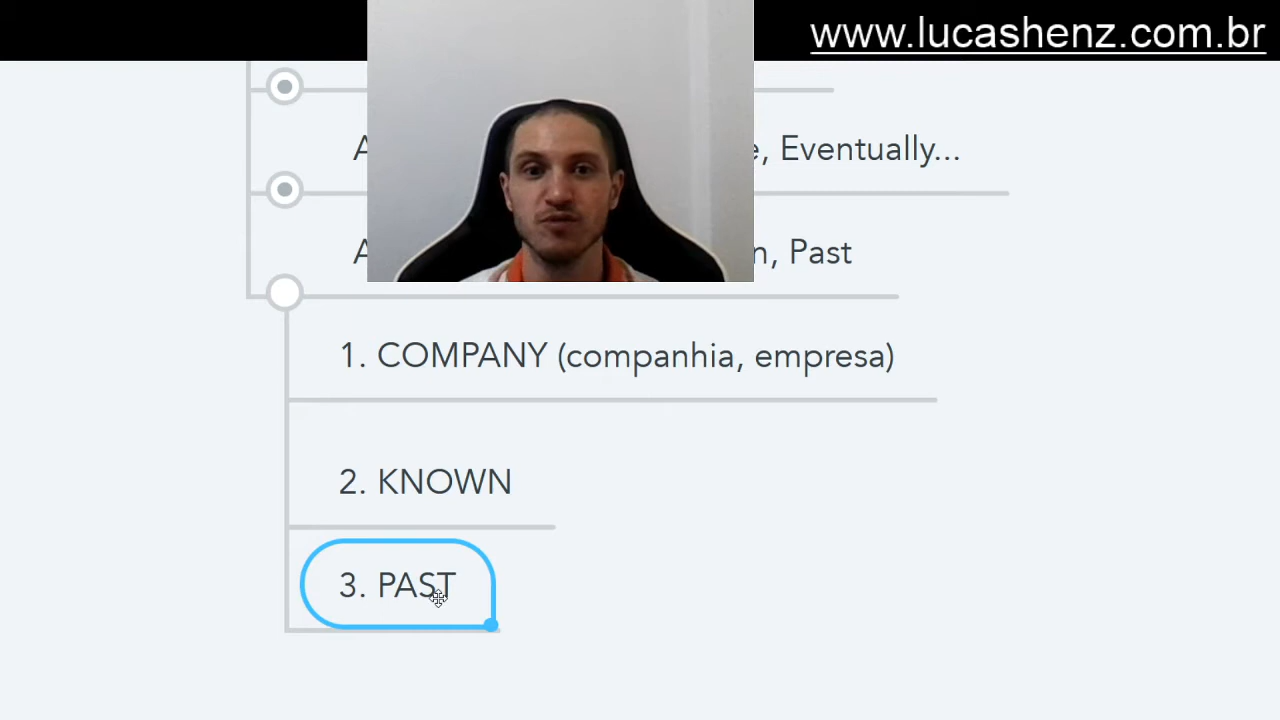 www.lucashenz.com.br
Eventually...
Past
1. COMPANY (companhia, empresa)
2. KNOWN
3. PAST